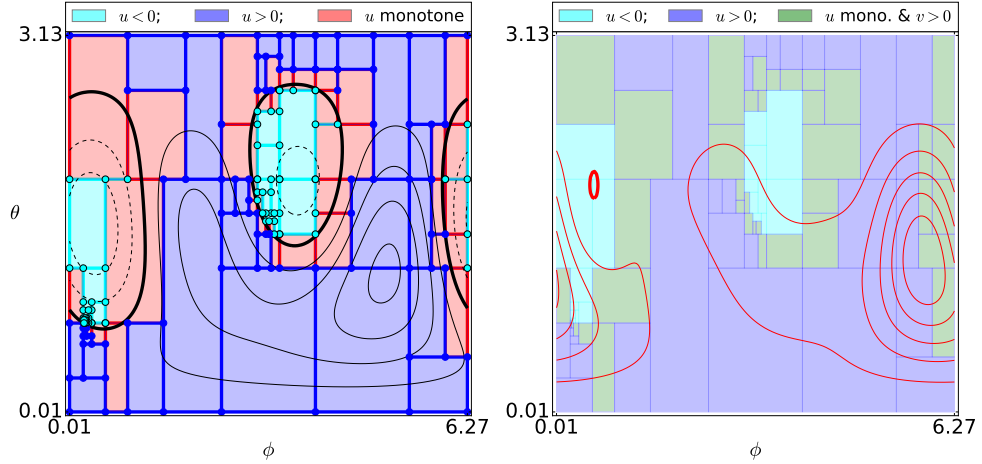 u < 0; u > 0; u monotone
3.13
θ
0.01
0.01 6.27
ϕ
u < 0; u > 0; u mono. & v > 0
3.13
0.01
0.01 6.27
ϕ